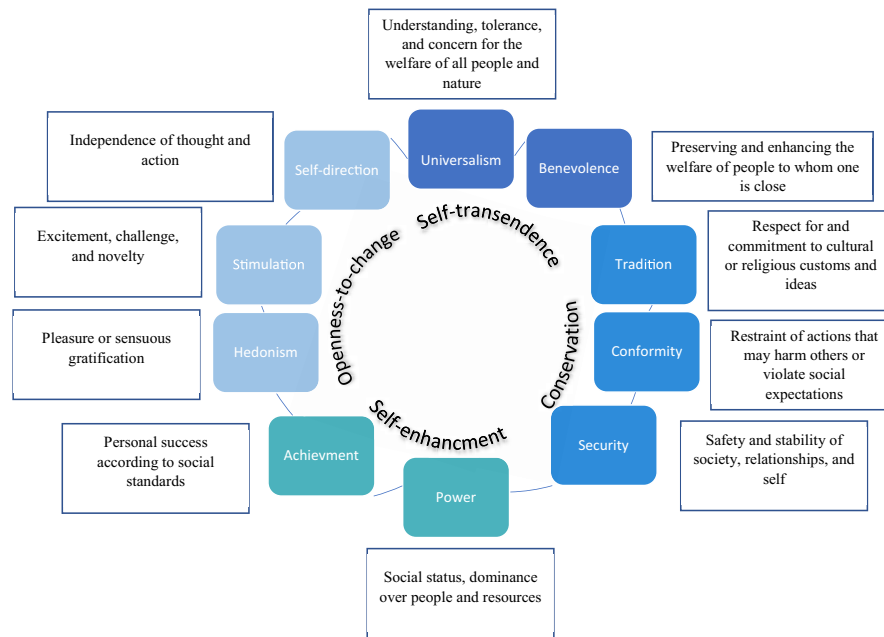 Understanding, tolerance,
and concern for the
welfare of all people and
nature
Independence of thought and
action
Self-direction
Universalism
Benevolence
Preserving and enhancing the
welfare of people to whom one
is close
Excitement, challenge,
and novelty
Stimulation
Tradition
Respect for and
commitment to cultural
or religious customs and
ideas
Pleasure or sensuous
gratification
Hedonism
Conformity
Restraint of actions that
may harm others or
violate social
expectations
Personal success
according to social
standards
Achievment
Power
Security
Safety and stability of
society, relationships, and
self
Social status, dominance
over people and resources
Openness-to-change
Self-transendence
Conservation
Self-enhancment